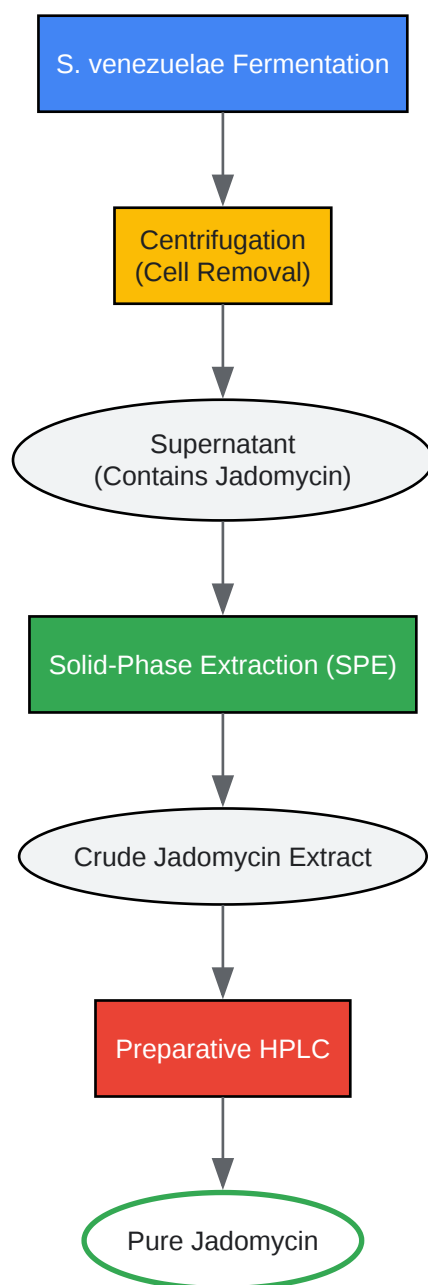 S. venezuelae Fermentation
Centrifugation
(Cell Removal)
Supernatant
(Contains Jadomycin)
Solid-Phase Extraction (SPE)
Crude Jadomycin Extract
Preparative HPLC
Pure Jadomycin